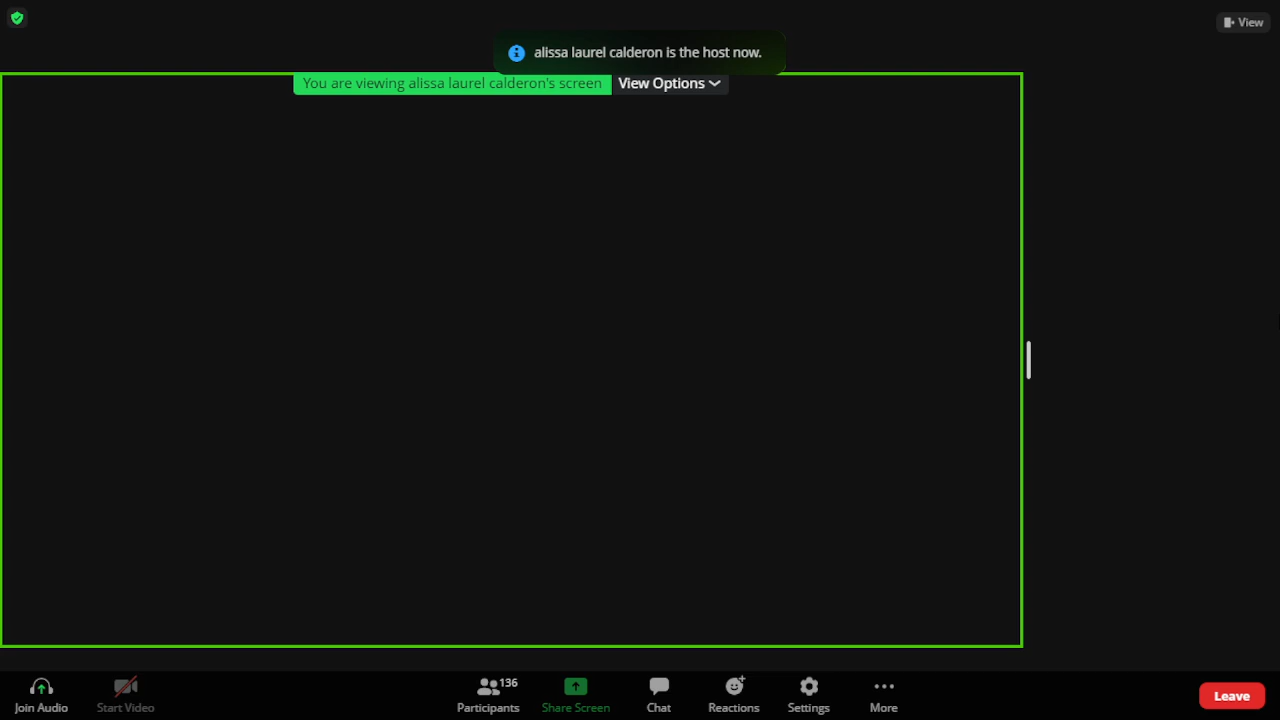 View
alissa laurel calderon is the host now.
You are viewing alissa laurel calderon's screen View Options
Join Audio Start Video Participants 136 Share Screen Chat Reactions Settings More Leave